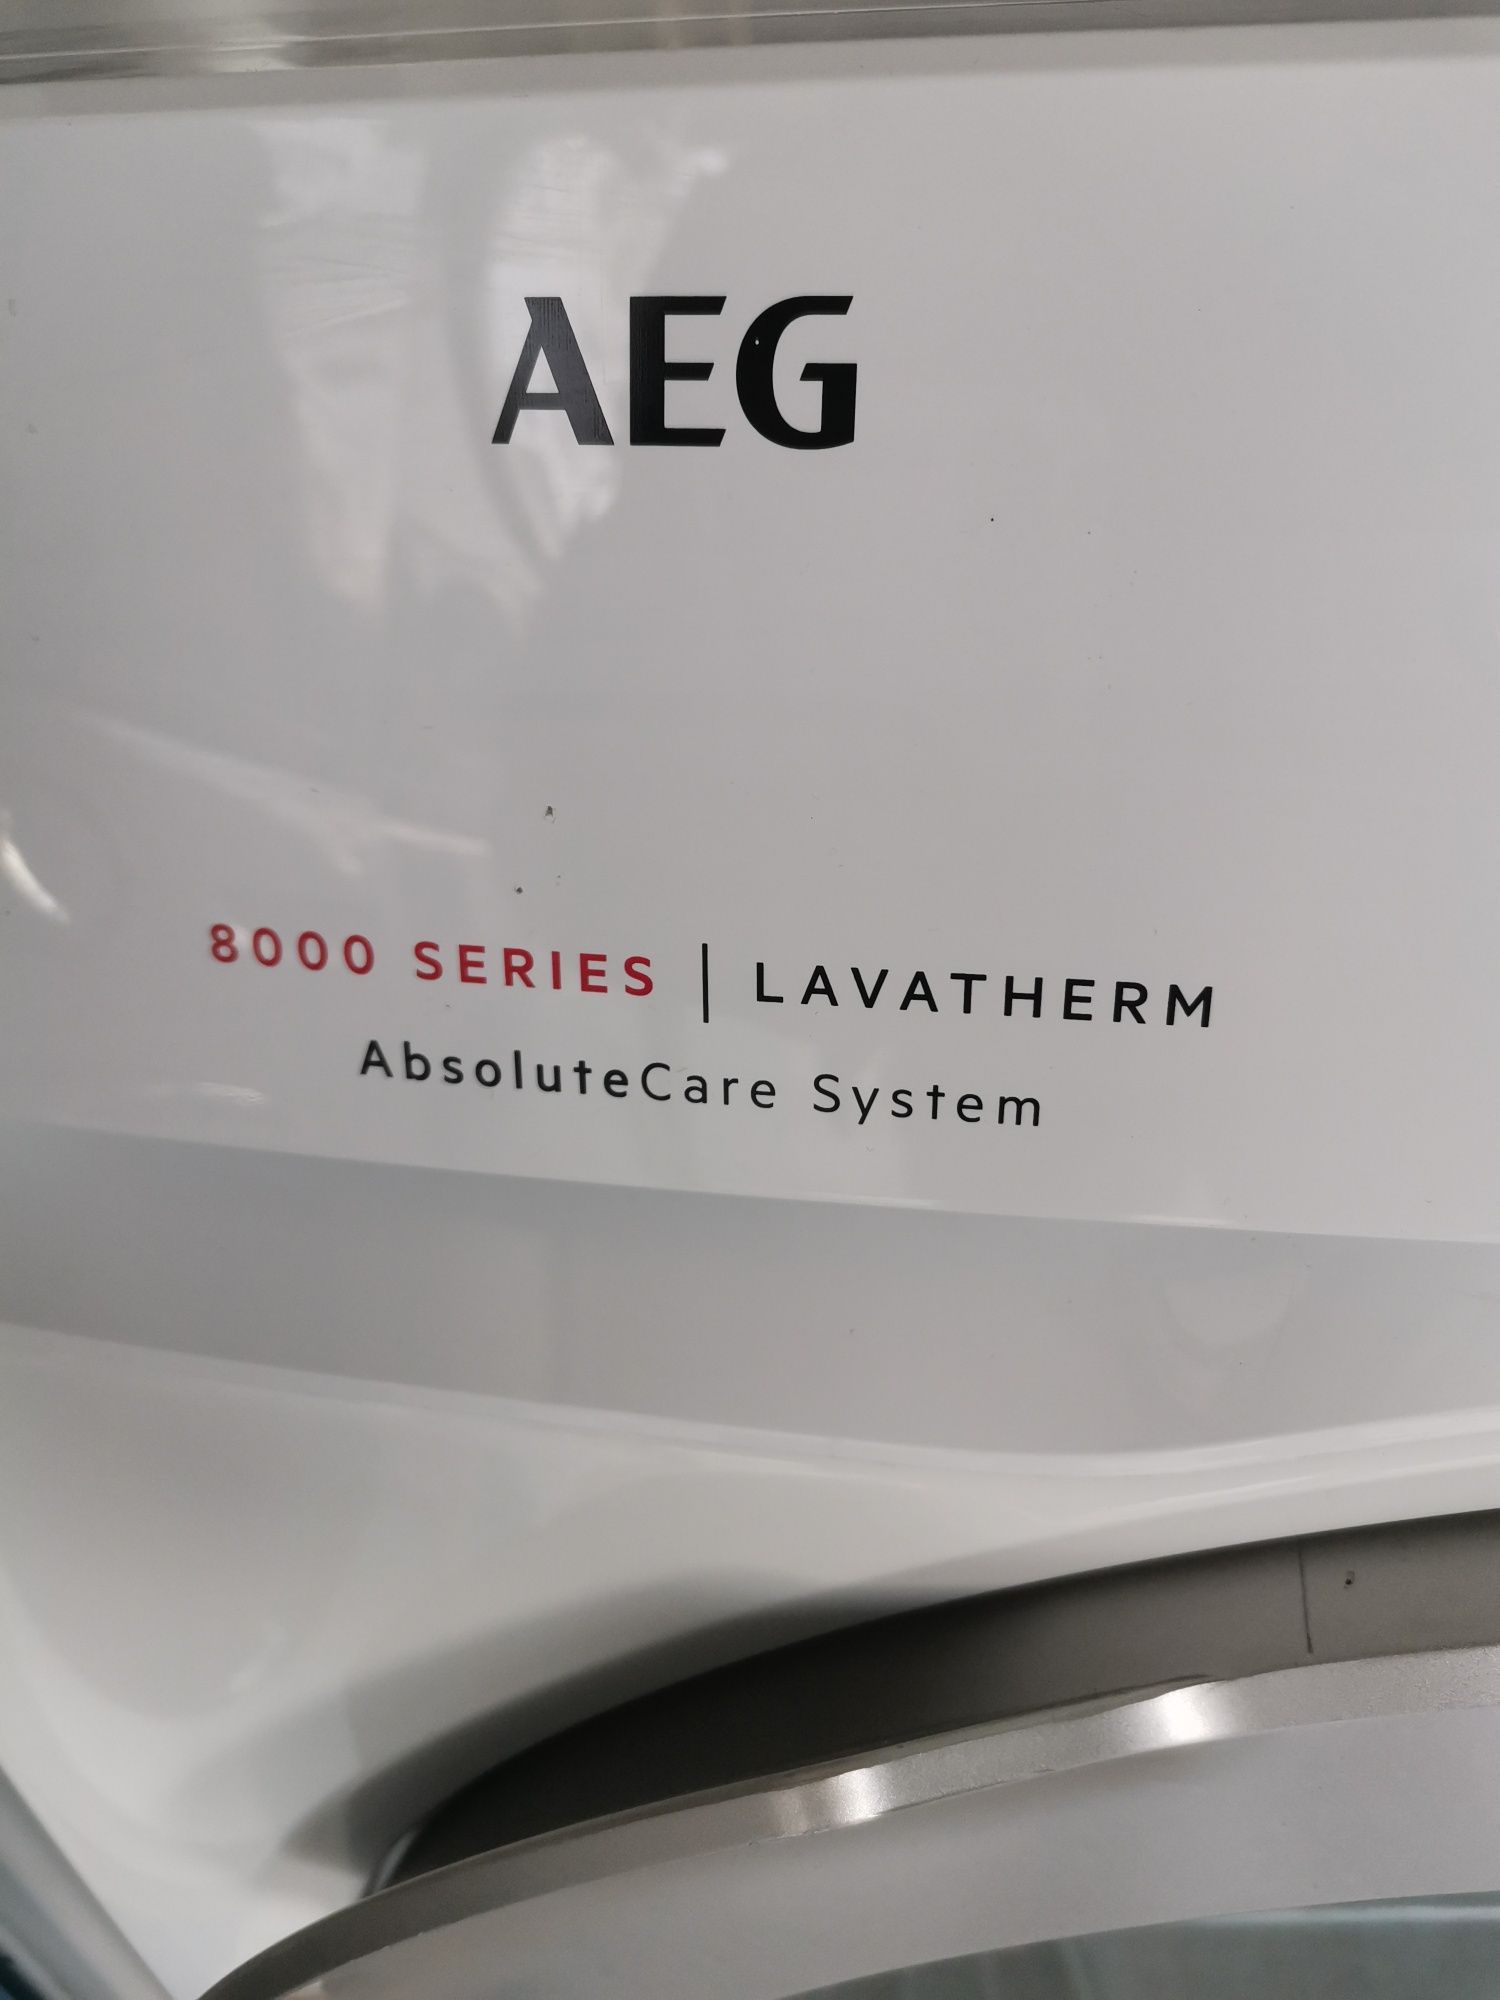 AEG
8000 SERIES | LAVATHERM
AbsoluteCare System